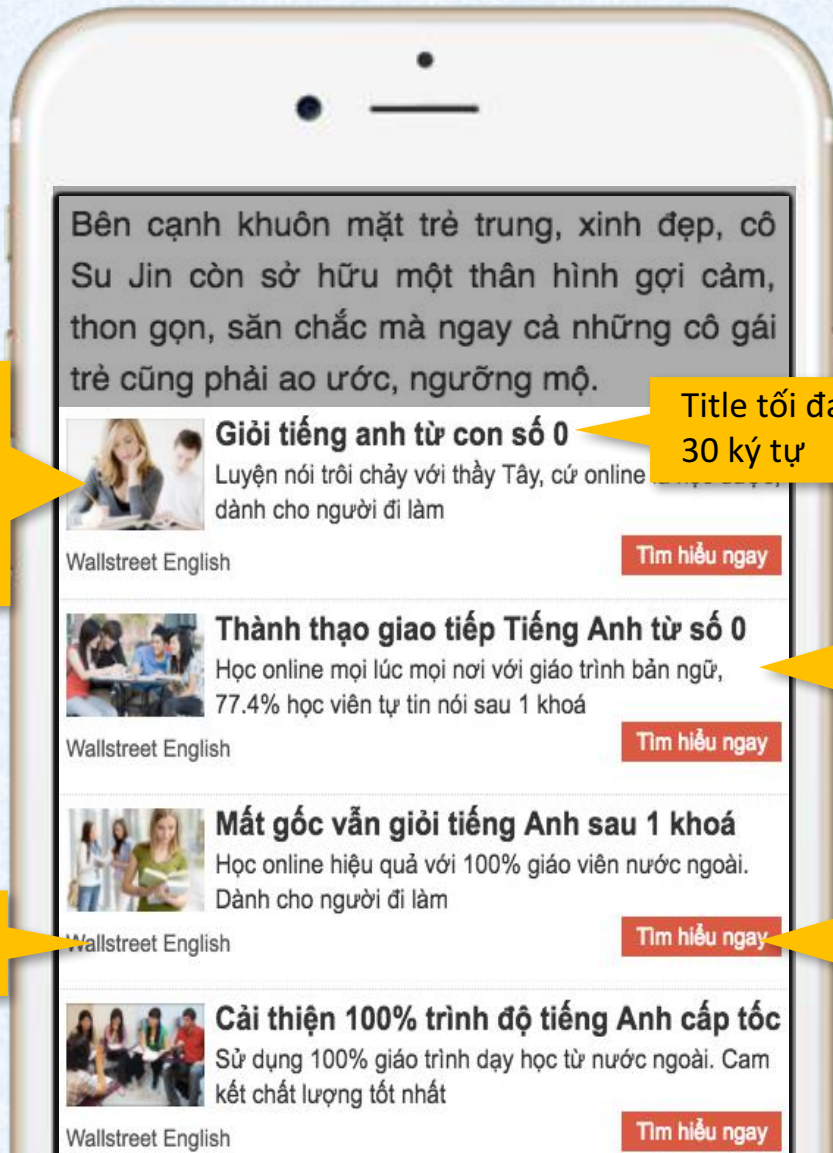 Bên cạnh khuôn mặt trẻ trung, xinh đẹp, cô
Su Jin còn sở hữu một thân hình gợi cảm,
thon gọn, săn chắc mà ngay cả những cô gái
trẻ cũng phải ao ước, ngưỡng mộ.
Title tối đa
30 ký tự
Giỏi tiếng anh từ con số 0
Luyện nói trôi chảy với thầy Tây, cứ online
dành cho người đi làm
Wallstreet English
Tìm hiểu ngay
Thành thạo giao tiếp Tiếng Anh từ số 0
Học online mọi lúc mọi nơi với giáo trình bản ngữ,
77.4% học viên tự tin nói sau 1 khoá
Wallstreet English
Tìm hiểu ngay
Mất gốc vẫn giỏi tiếng Anh sau 1 khoá
Học online hiệu quả với 100% giáo viên nước ngoài.
Dành cho người đi làm
Wallstreet English
Tìm hiểu ngay
Cải thiện 100% trình độ tiếng Anh cấp tốc
Sử dụng 100% giáo trình dạy học từ nước ngoài. Cam
kết chất lượng tốt nhất
Wallstreet English
Tìm hiểu ngay